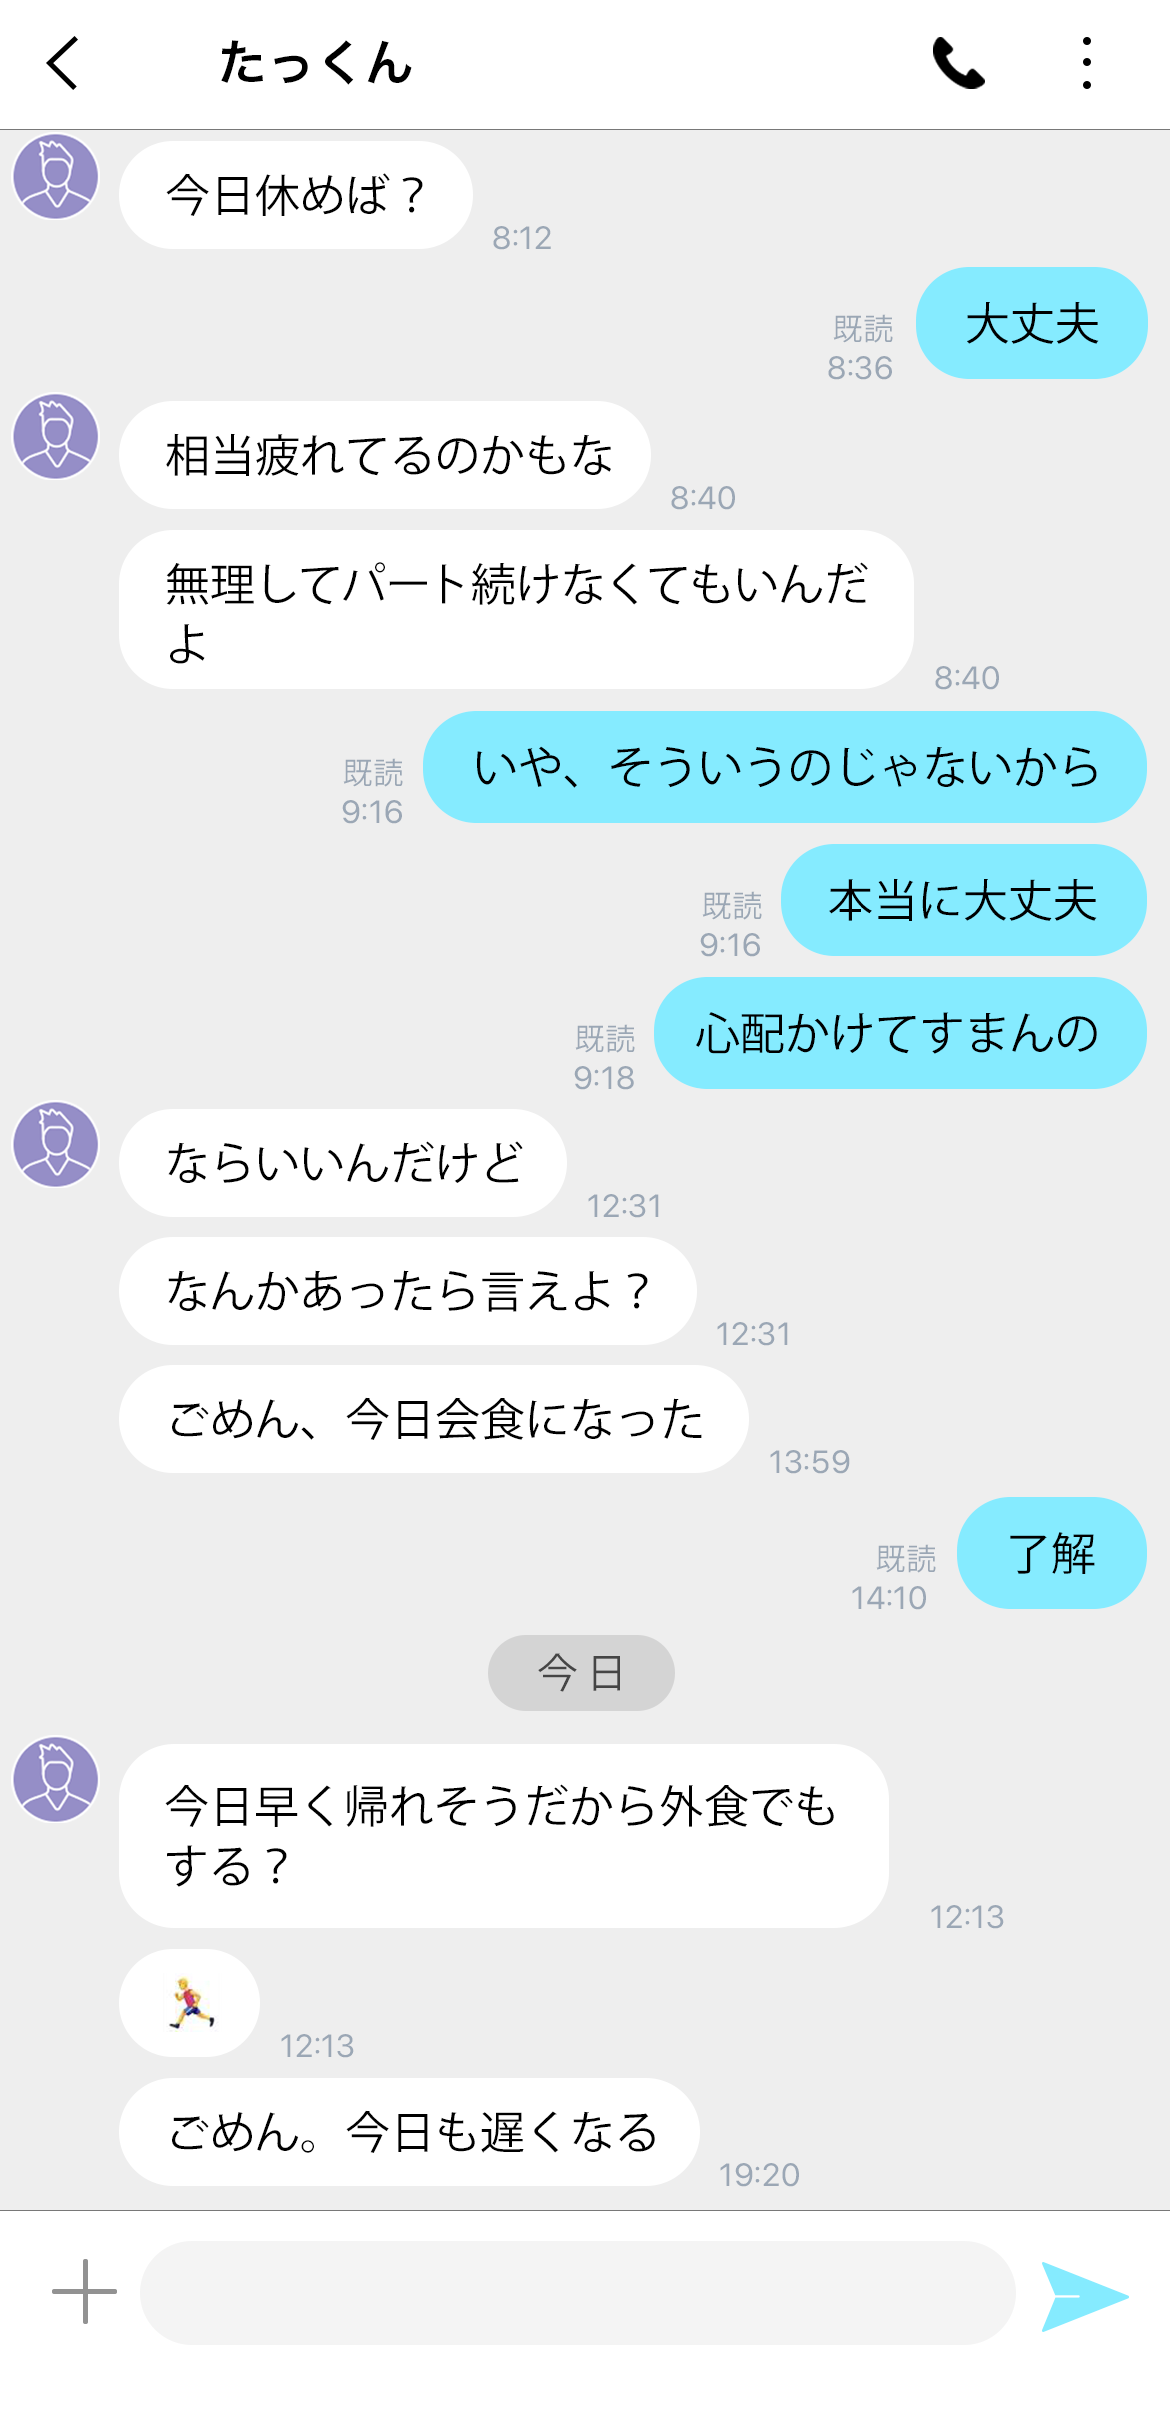 たっくん
今日休めば？
8:12
大丈夫
既読
8:36
相当疲れてるのかもな
8:40
無理してパート続けなくてもいんだ
よ
8:40
いや、そういうのじゃないから
既読
9:16
本当に大丈夫
既読
9:16
心配かけてすまんの
既読
9:18
ならいいんだけど
12:31
なんかあったら言えよ？
12:31
ごめん、今日会食になった
13:59
了解
既読
14:10
今日
今日早く帰れそうだから外食でも
する？
12:13
12:13
ごめん。今日も遅くなる
19:20